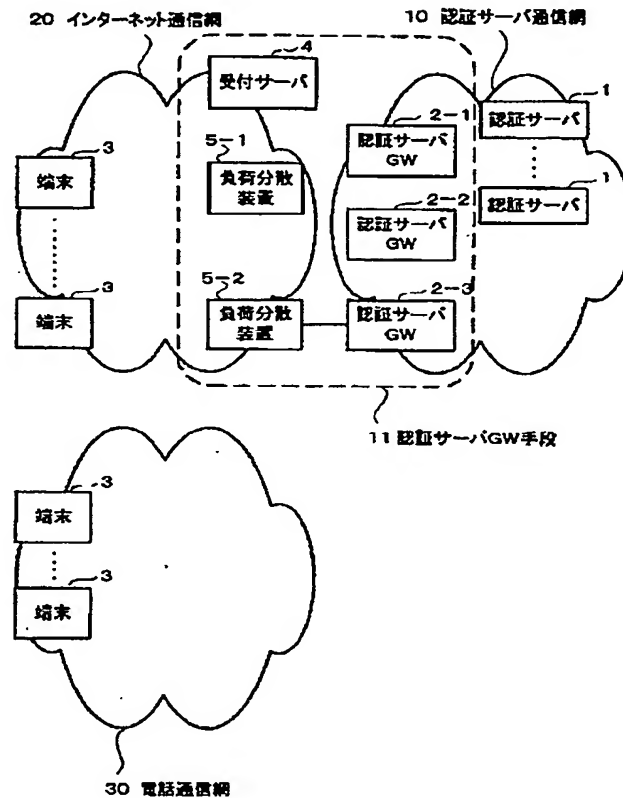 20 インターネット通信網
10 認証サーバ通信網
4
受付サーバ
1
認証サーバ
2-1
認証サーバ
GW
3
端末
5-1
負荷分散
装置
1
認証サーバ
2-2
認証サーバ
GW
3
端末
5-2
負荷分散
装置
2-3
認証サーバ
GW
11 認証サーバGW手段
3
端末
3
端末
30 電話通信網